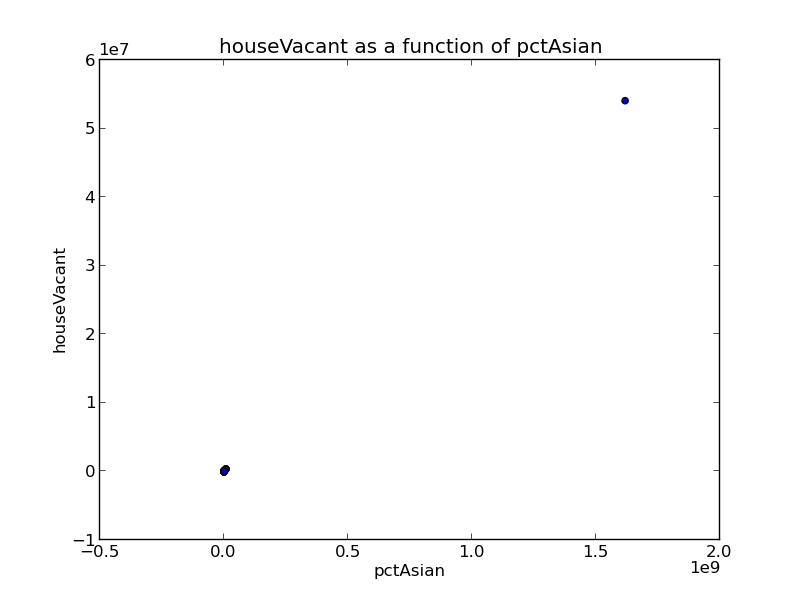 houseVacant as a function of pctAsian
1e7
6
5
4
3
2
1
0
−1
houseVacant
−0.5 0.0 0.5 1.0 1.5 2.0
1e9
pctAsian